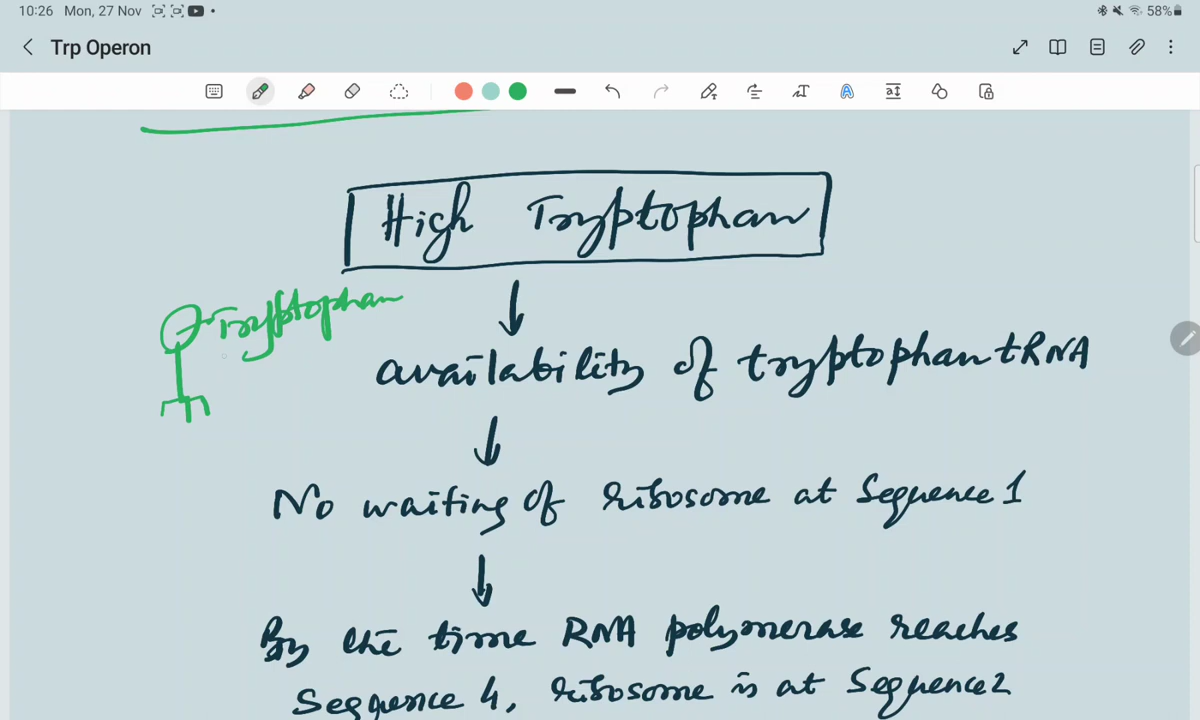 10:26 Mon, 27 Nov
58%
Trp Operon
High Tryptophan
Tryptophan
availability of tryptophan tRNA
No waiting of ribosome at Sequence 1
By the time RNA polymerase reaches
Sequence 4, ribosome is at Sequence 2